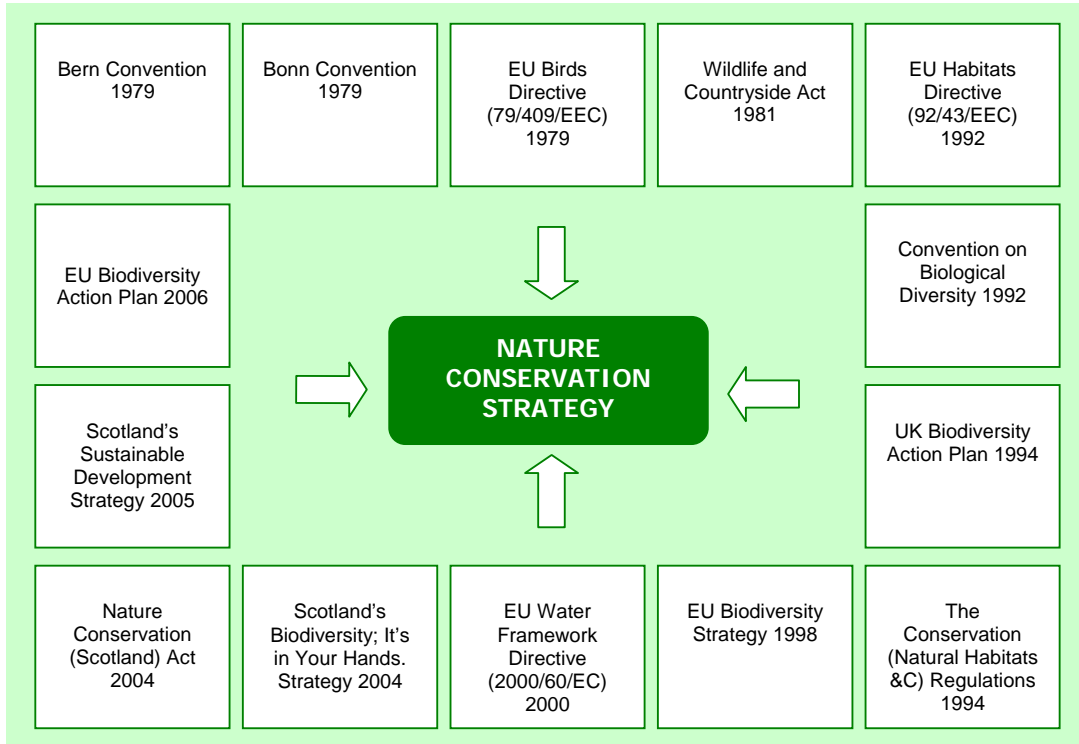 Bern Convention
1979
Bonn Convention
1979
EU Birds
Directive
(79/409/EEC)
1979
Wildlife and
Countryside Act
1981
EU Habitats
Directive
(92/43/EEC)
1992
EU Biodiversity
Action Plan 2006
Convention on
Biological
Diversity 1992
NATURE
CONSERVATION
STRATEGY
Scotland's
Sustainable
Development
Strategy 2005
UK Biodiversity
Action Plan 1994
Nature
Conservation
(Scotland) Act
2004
Scotland's
Biodiversity; It's
in Your Hands.
Strategy 2004
EU Water
Framework
Directive
(2000/60/EC)
2000
EU Biodiversity
Strategy 1998
The
Conservation
(Natural Habitats
&C) Regulations
1994